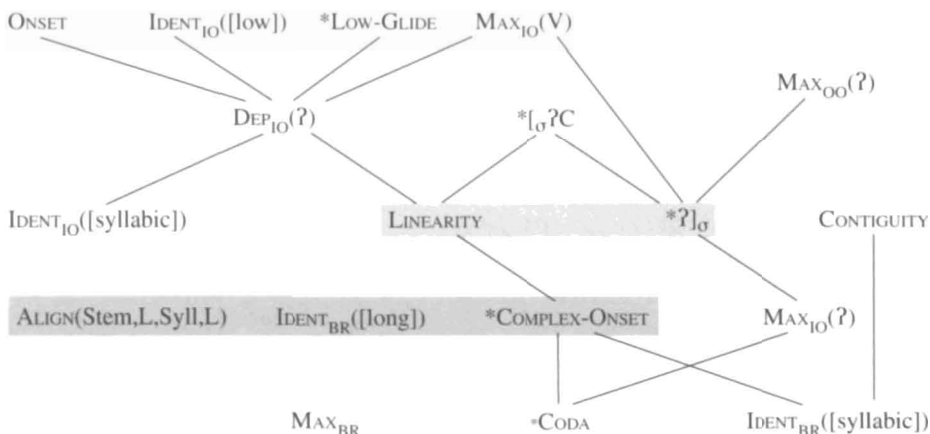 ONSET IDENT_IO([low]) *LOW-GLIDE MAX_IO(V)
MAX_OO(ʔ)
DEP_IO(ʔ) *[_σʔC
IDENT_IO([syllabic]) LINEARITY *ʔ]_σ CONTIGUITY
ALIGN(Stem,L,Syll,L) IDENT_BR([long]) *COMPLEX-ONSET MAX_IO(ʔ)
MAX_BR *CODA IDENT_BR([syllabic])